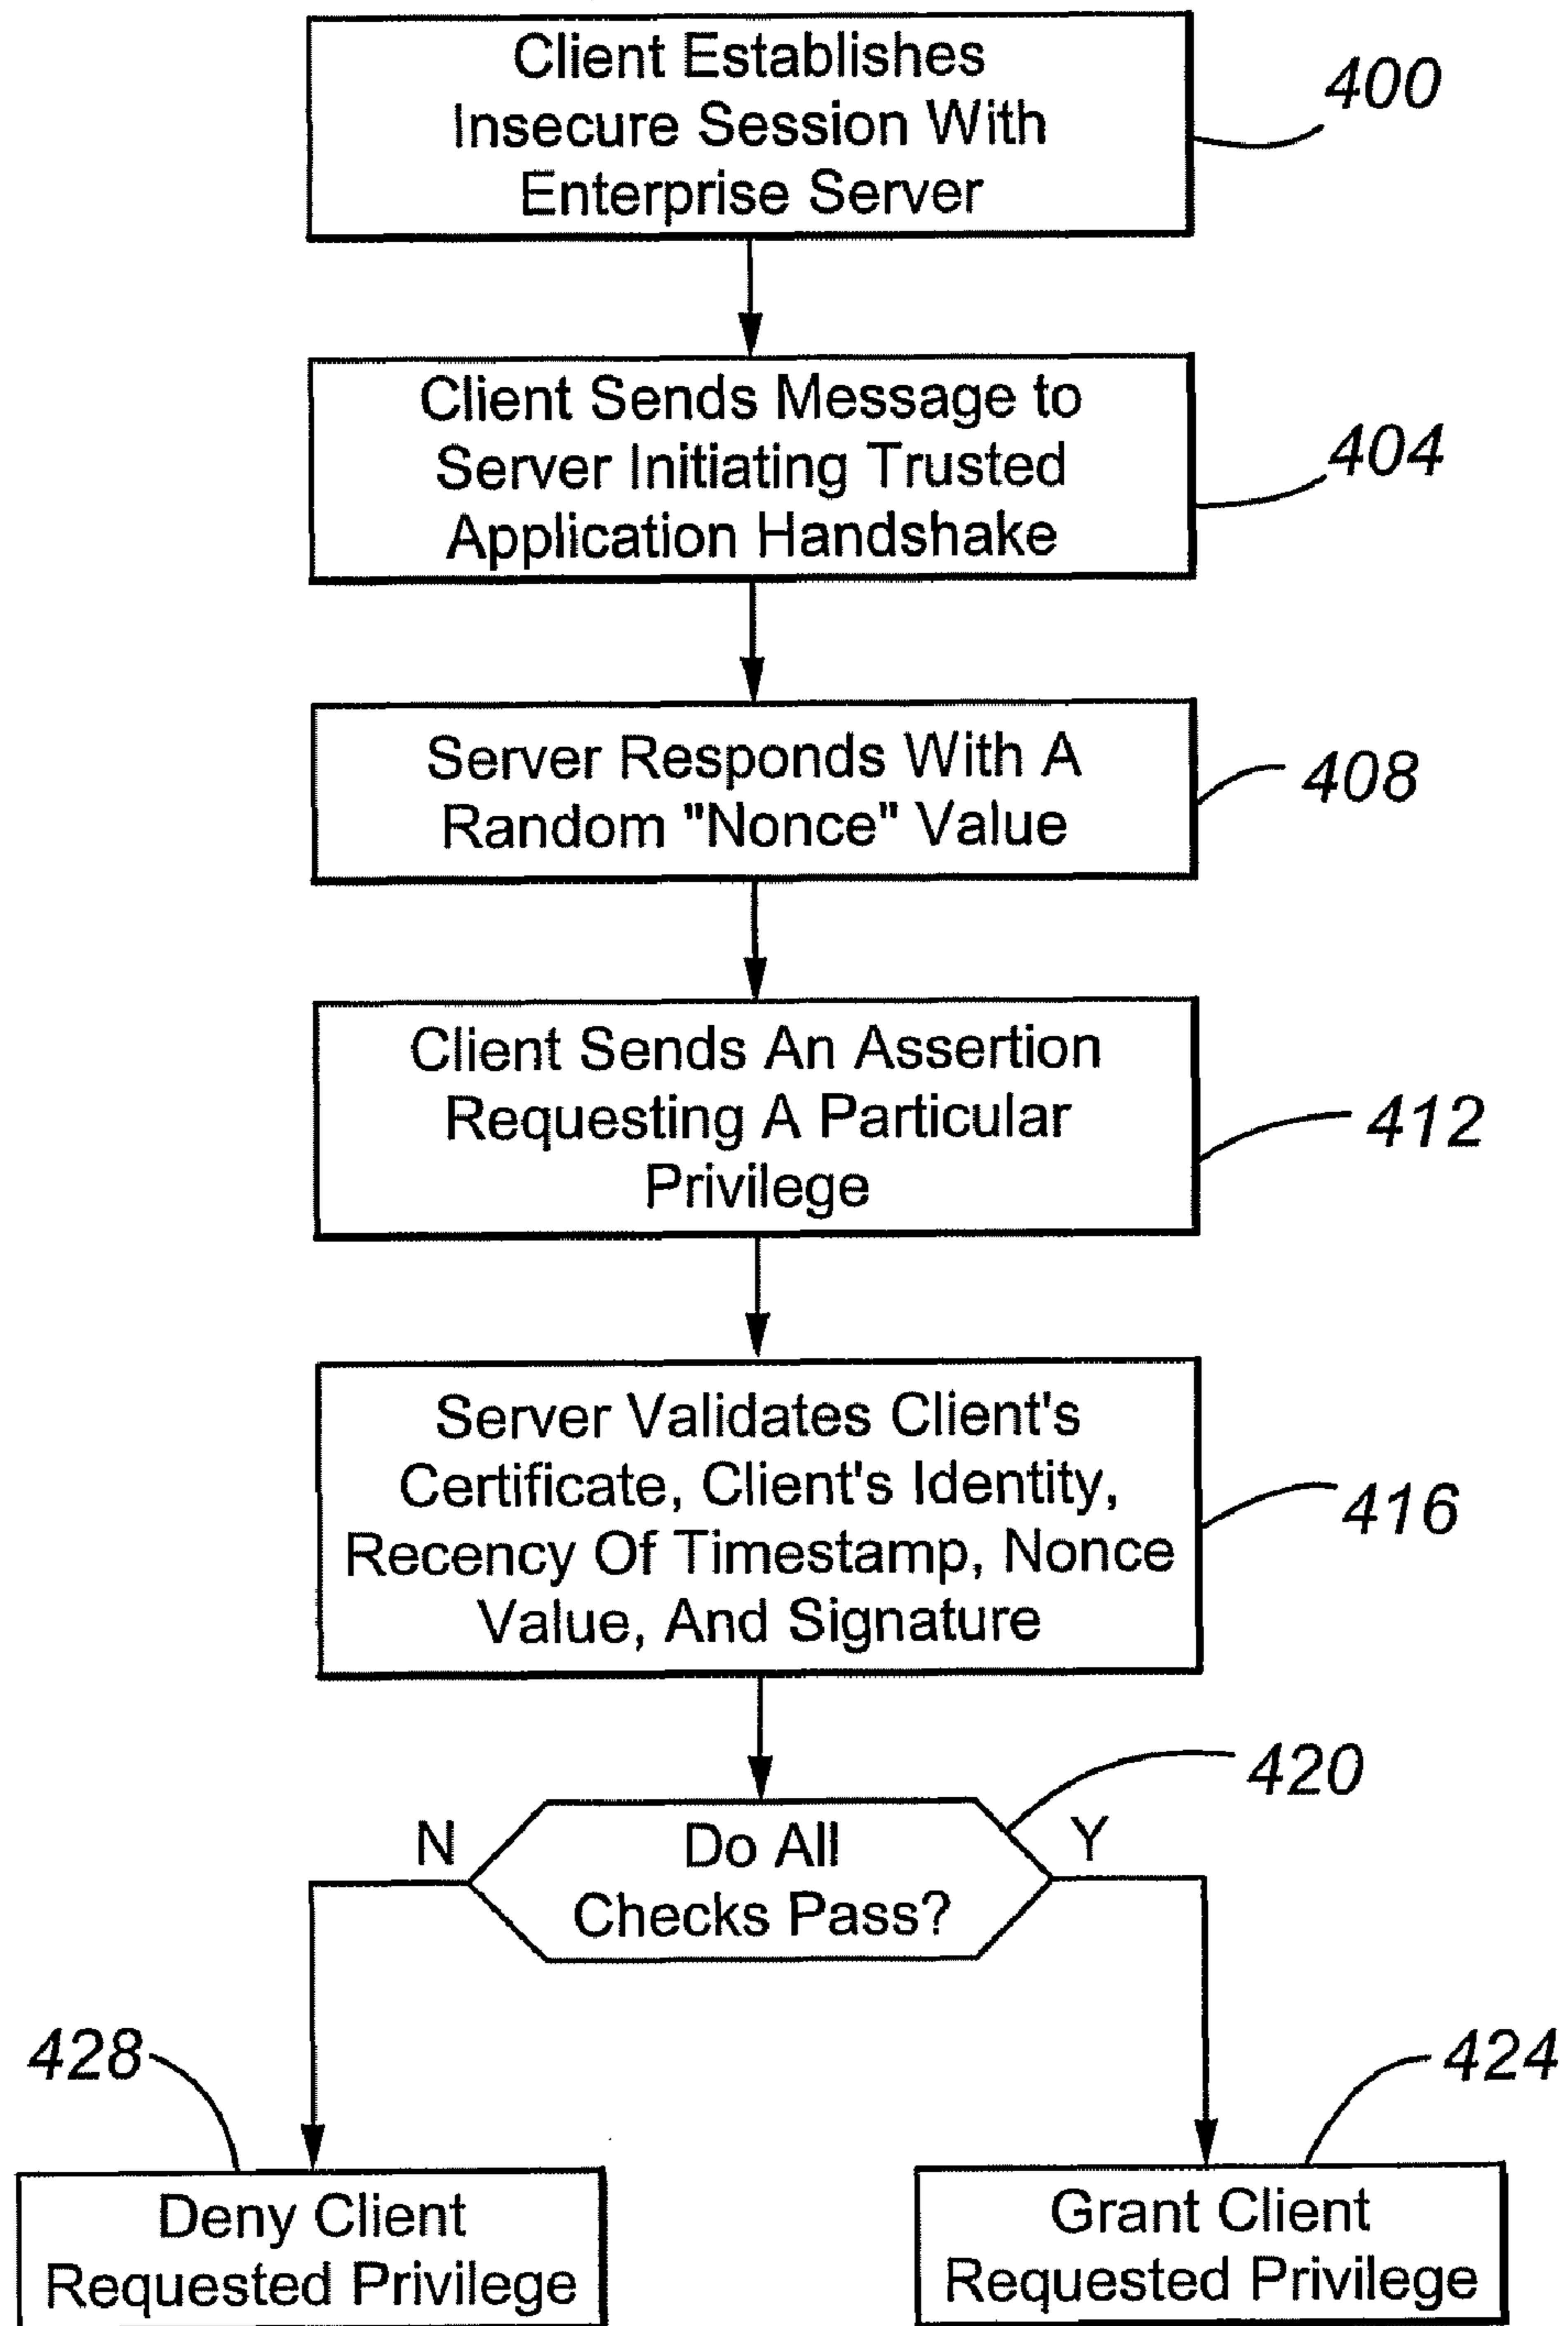 Client Establishes
Insecure Session With
Enterprise Server
400
Client Sends Message to
Server Initiating Trusted
Application Handshake
404
Server Responds With A
Random "Nonce" Value
408
Client Sends An Assertion
Requesting A Particular
Privilege
412
Server Validates Client's
Certificate, Client's Identity,
Recency Of Timestamp, Nonce
Value, And Signature
416
420
N
Do All
Checks Pass?
Y
428
Deny Client
Requested Privilege
424
Grant Client
Requested Privilege